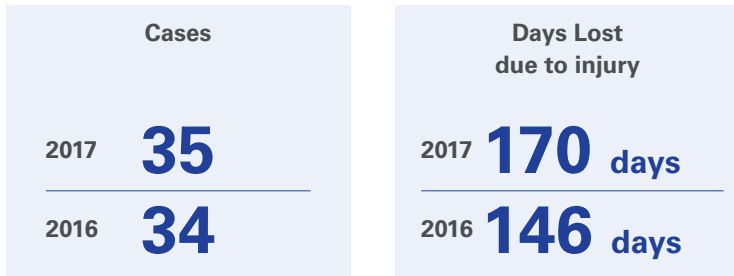 Cases
2017 35
2016 34
Days Lost
due to injury
2017 170 days
2016 146 days